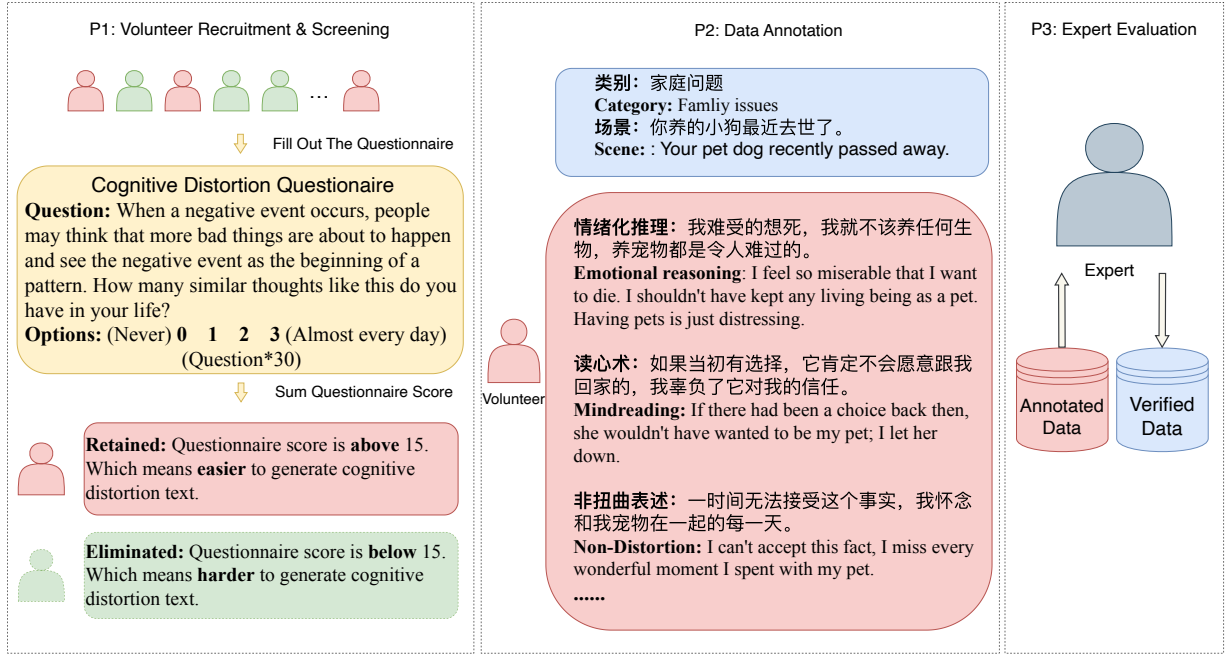 P1: Volunteer Recruitment & Screening
...
Fill Out The Questionnaire
Cognitive Distortion Questionaire
Question: When a negative event occurs, people
may think that more bad things are about to happen
and see the negative event as the beginning of a
pattern. How many similar thoughts like this do you
have in your life?
Options: (Never) 0 1 2 3 (Almost every day)
(Question*30)
Sum Questionnaire Score
Retained: Questionnaire score is above 15.
Which means easier to generate cognitive
distortion text.
Eliminated: Questionnaire score is below 15.
Which means harder to generate cognitive
distortion text.
P2: Data Annotation
类别：家庭问题
Category: Famliy issues
场景：你养的小狗最近去世了。
Scene: : Your pet dog recently passed away.
Volunteer
情绪化推理：我难受的想死，我就不该养任何生
物，养宠物都是令人难过的。
Emotional reasoning: I feel so miserable that I want
to die. I shouldn't have kept any living being as a pet.
Having pets is just distressing.
读心术：如果当初有选择，它肯定不会愿意跟我
回家的，我辜负了它对我的信任。
Mindreading: If there had been a choice back then,
she wouldn't have wanted to be my pet; I let her
down.
非扭曲表述：一时间无法接受这个事实，我怀念
和我宠物在一起的每一天。
Non-Distortion: I can't accept this fact, I miss every
wonderful moment I spent with my pet.
......
P3: Expert Evaluation
Expert
Annotated
Data
Verified
Data